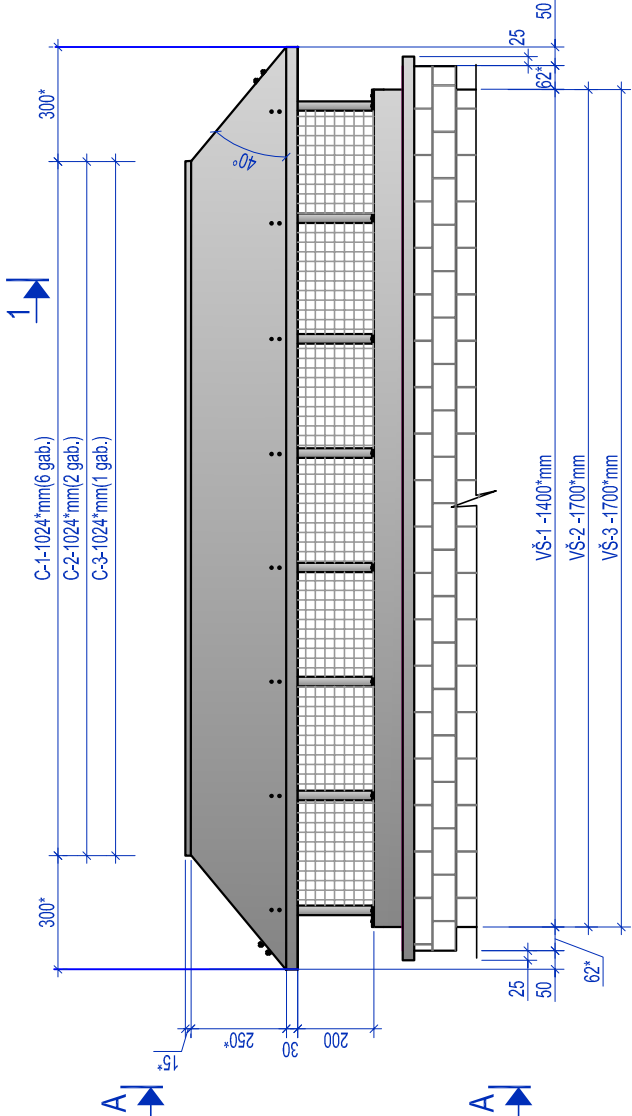 300*
C-1-1024*mm(6 gab.)
C-2-1024*mm(2 gab.)
C-3-1024*mm(1 gab.)
300*
1
40°
15*
250*
30
200
50
25
62*
VŠ-1 -1400*mm
VŠ-2 -1700*mm
VŠ-3 -1700*mm
25
50
62*
A
A